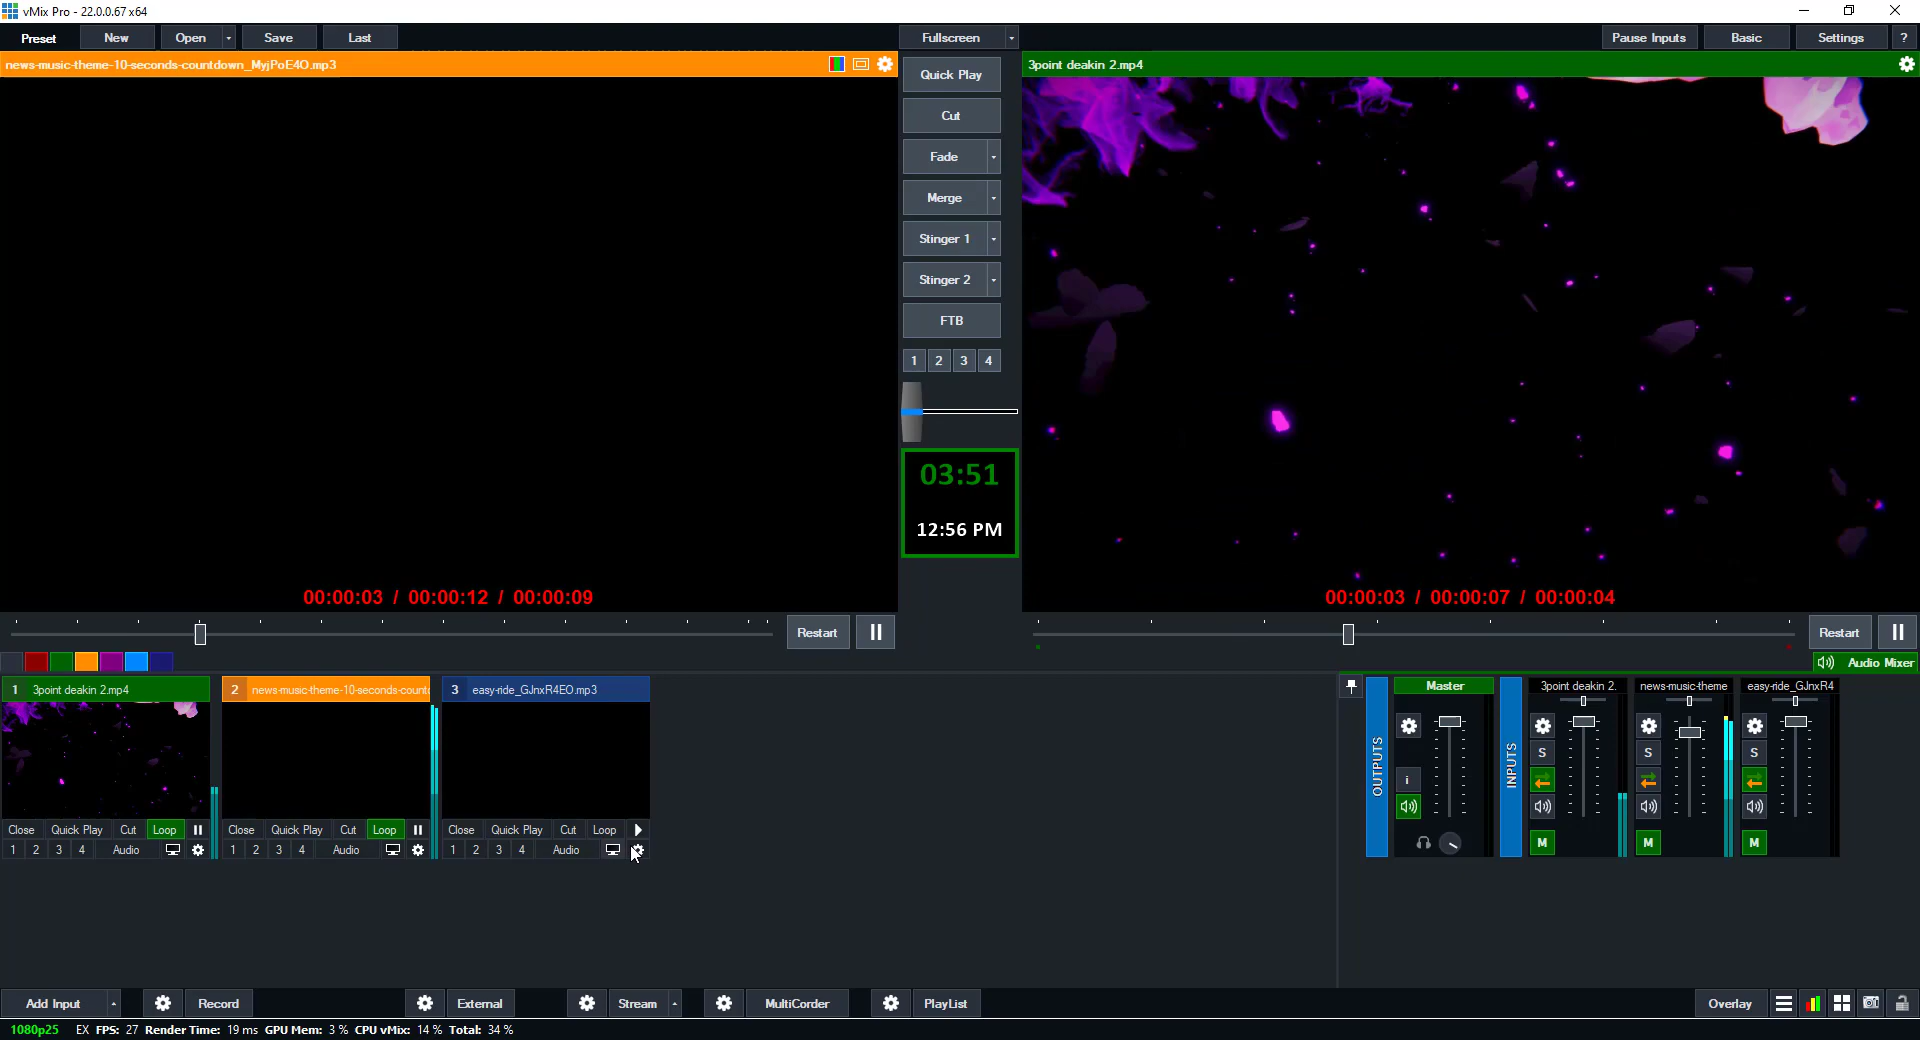 vMix Pro - 22.0.0.67 x64
Preset New Open Save Last Fullscreen Pause Inputs Basic Settings ?
news-music-theme-10-seconds-countdown_MyjPoE4O.mp3
3point deakin 2.mp4
Quick Play
Cut
Fade
Merge
Stinger 1
Stinger 2
FTB
1 2 3 4
03:51
12:56 PM
00:00:03 / 00:00:12 / 00:00:09
00:00:03 / 00:00:07 / 00:00:04
Restart
Restart
Audio Mixer
1 3point deakin 2.mp4
2 news-music-theme-10-seconds-count
3 easy-ride_GJnxR4EO.mp3
Close Quick Play Cut Loop
1 2 3 4 Audio
Close Quick Play Cut Loop
1 2 3 4 Audio
Close Quick Play Cut Loop
1 2 3 4 Audio
OUTPUTS
Master
i
INPUTS
3point deakin 2.
S
M
news-music-theme
S
M
easy-ride_GJnxR4
S
M
Add Input Record External Stream MultiCorder PlayList Overlay
1080p25 EX FPS: 27 Render Time: 19 ms GPU Mem: 3 % CPU vMix: 14 % Total: 34 %